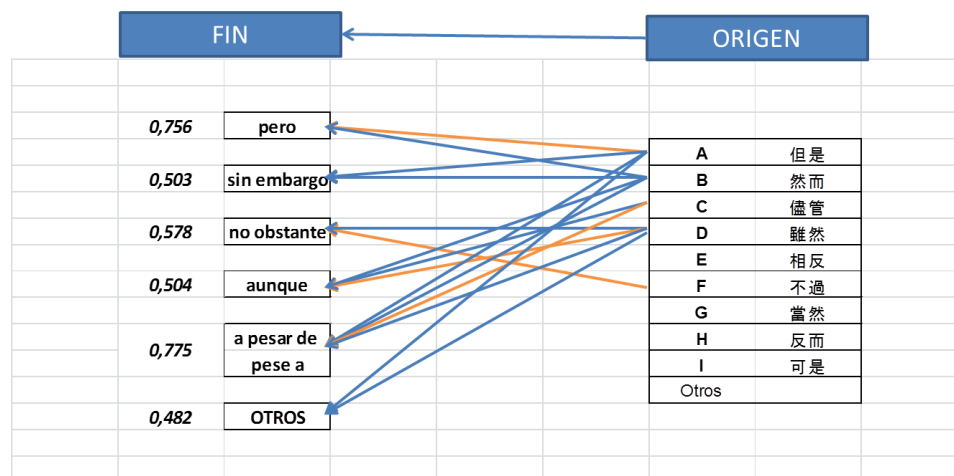 FIN
ORIGEN
0,756 pero
0,503 sin embargo
0,578 no obstante
0,504 aunque
0,775 a pesar de
pese a
0,482 OTROS
A 但是
B 然而
C 儘管
D 雖然
E 相反
F 不過
G 當然
H 反而
I 可是
Otros